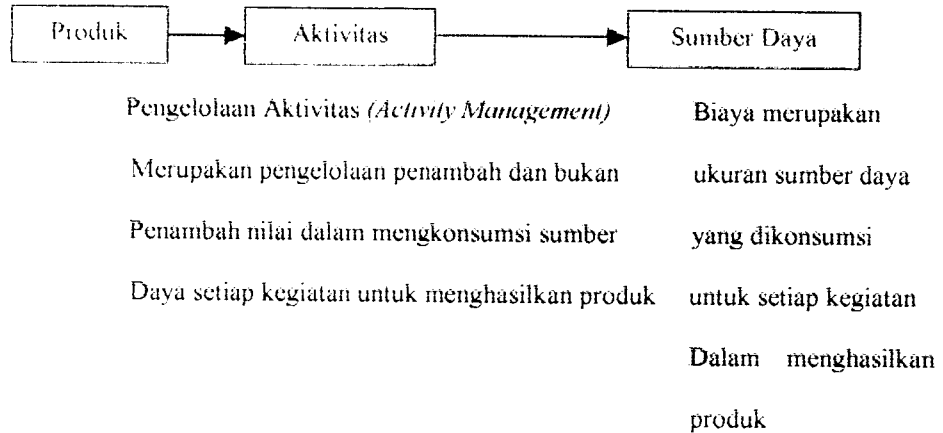 Produk
Aktivitas
Sumber Daya
Pengelolaan Aktivitas (Activity Management)
Merupakan pengelolaan penambah dan bukan
Penambah nilai dalam mengkonsumsi sumber
Daya setiap kegiatan untuk menghasilkan produk
Biaya merupakan
ukuran sumber daya
yang dikonsumsi
untuk setiap kegiatan
Dalam menghasilkan
produk